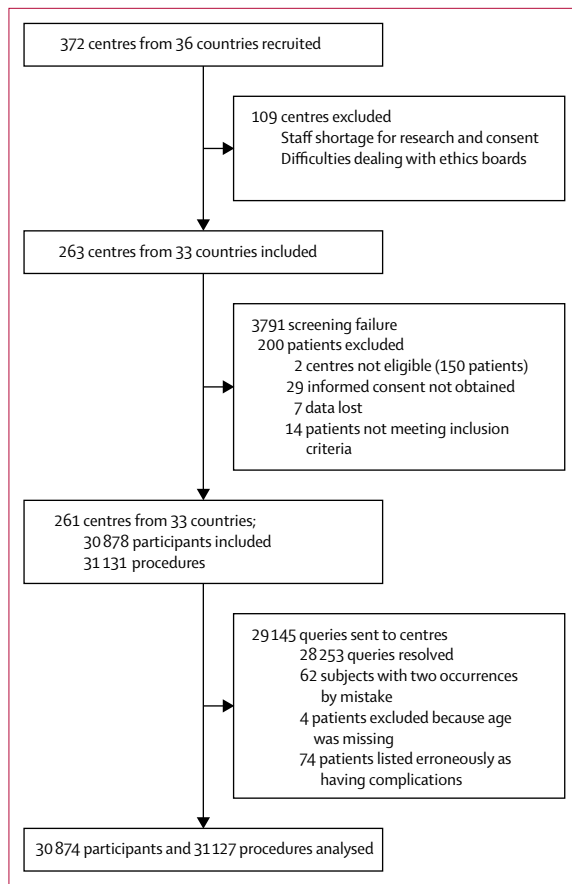 372 centres from 36 countries recruited
109 centres excluded
Staff shortage for research and consent
Difficulties dealing with ethics boards
263 centres from 33 countries included
3791 screening failure
200 patients excluded
2 centres not eligible (150 patients)
29 informed consent not obtained
7 data lost
14 patients not meeting inclusion
criteria
261 centres from 33 countries;
30 878 participants included
31 131 procedures
29 145 queries sent to centres
28 253 queries resolved
62 subjects with two occurrences
by mistake
4 patients excluded because age
was missing
74 patients listed erroneously as
having complications
30 874 participants and 31 127 procedures analysed